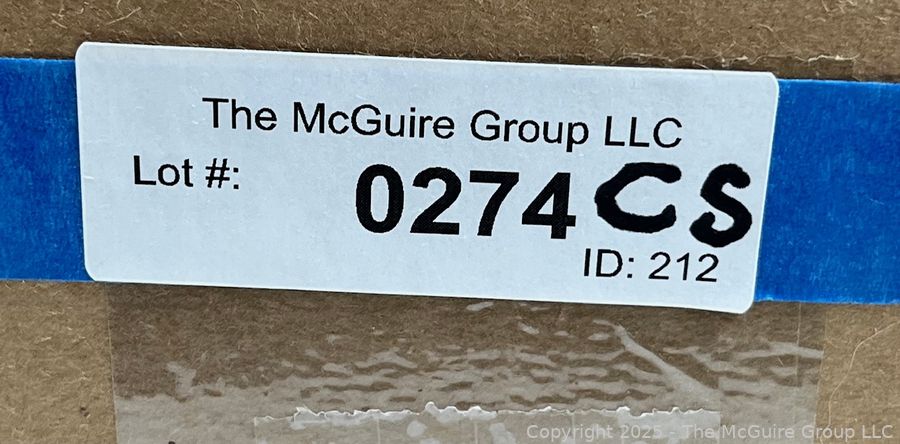 The McGuire Group LLC
Lot #:
0274 CS
ID: 212
Copyright 2025 - The McGuire Group LLC